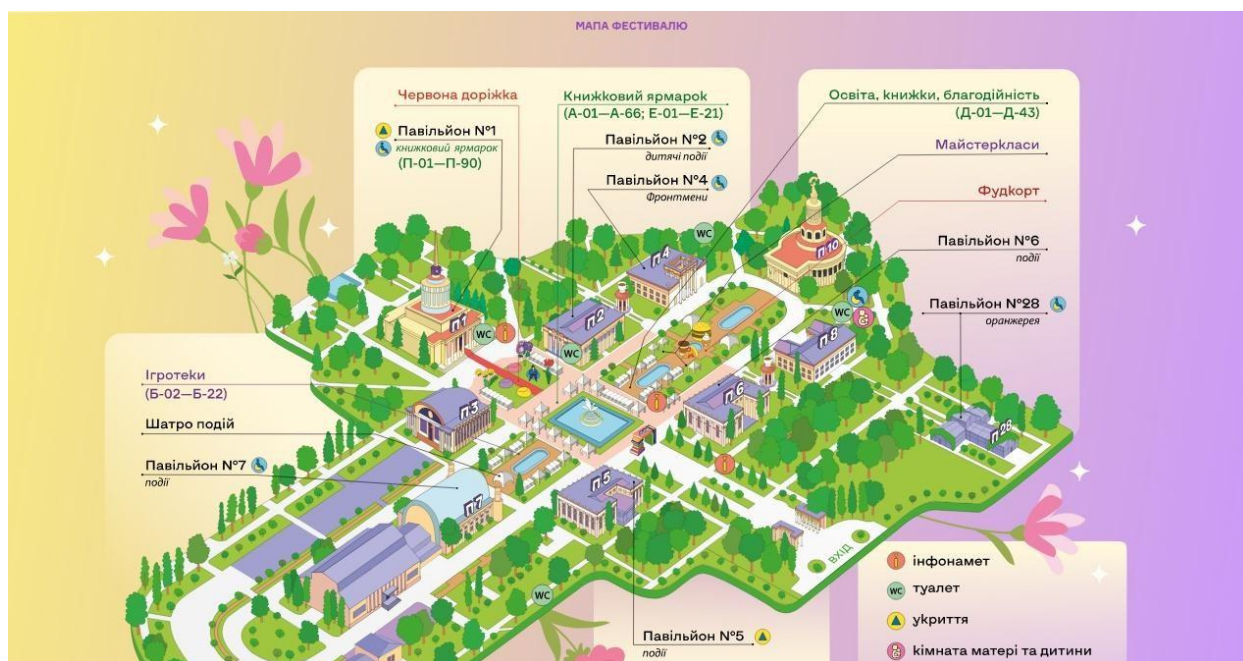 МАПА ФЕСТИВАЛЮ
Червона доріжка
Павільйон №1
книжковий ярмарок
(П-01—П-90)
Книжковий ярмарок
(А-01—А-66; Е-01—Е-21)
Павільйон №2
дитячі події
Павільйон №4
Фронтмени
Освіта, книжки, благодійність
(Д-01—Д-43)
Майстеркласи
Фудкорт
Павільйон №6
події
Павільйон №28
оранжерея
Ігротеки
(Б-02—Б-22)
Шатро подій
Павільйон №7
події
WC
П4
П10
П1
WC
П2
WC
WC
П8
П3
П6
П28
П7
П5
ВХІД
WC
Павільйон №5
події
інфонамет
WC туалет
укриття
кімната матері та дитини